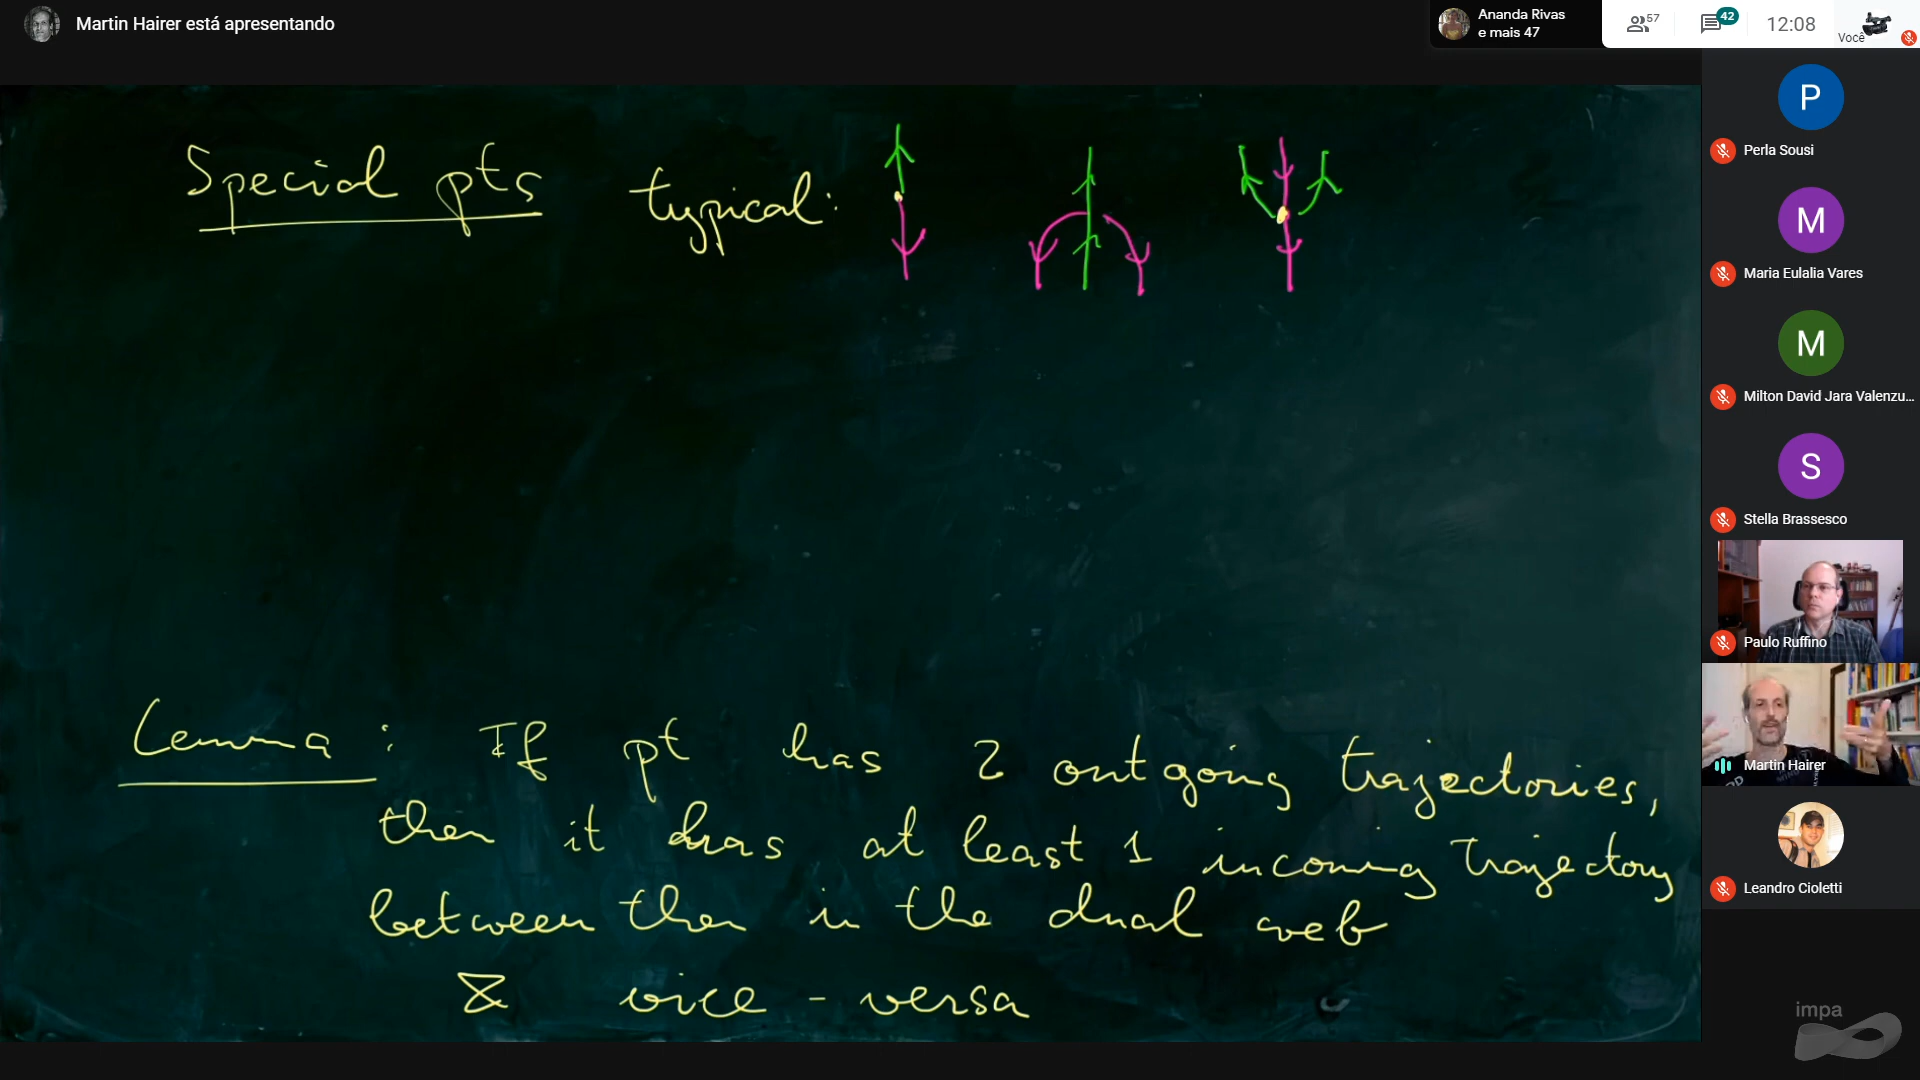 Martin Hairer está apresentando
Ananda Rivas
e mais 47
57
42
12:08
Você
Special pts typical:
Lemma: If pt has 2 outgoing trajectories,
then it has at least 1 incoming trajectory
between then in the dual web
& vice-versa
P
Perla Sousi
M
Maria Eulalia Vares
M
Milton David Jara Valenzu...
S
Stella Brassesco
Paulo Ruffino
Martin Hairer
Leandro Cioletti
impa